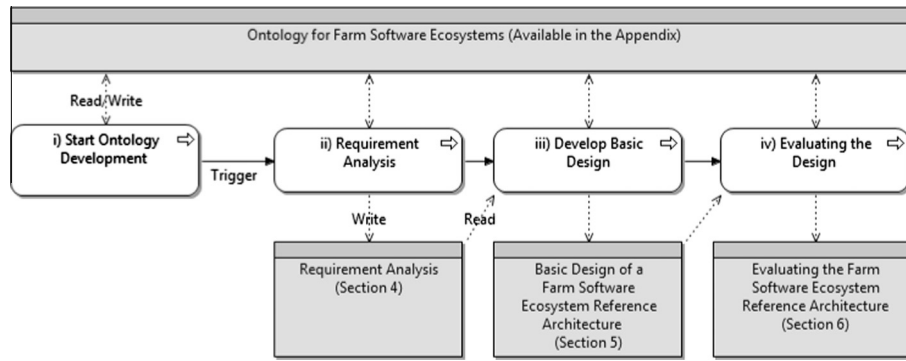 Ontology for Farm Software Ecosystems (Available in the Appendix)
Read/Write
i) Start Ontology
Development
Trigger
ii) Requirement
Analysis
iii) Develop Basic
Design
iv) Evaluating the
Design
Write
Read
Requirement Analysis
(Section 4)
Basic Design of a
Farm Software
Ecosystem Reference
Architecture
(Section 5)
Evaluating the Farm
Software Ecosystem
Reference Architecture
(Section 6)